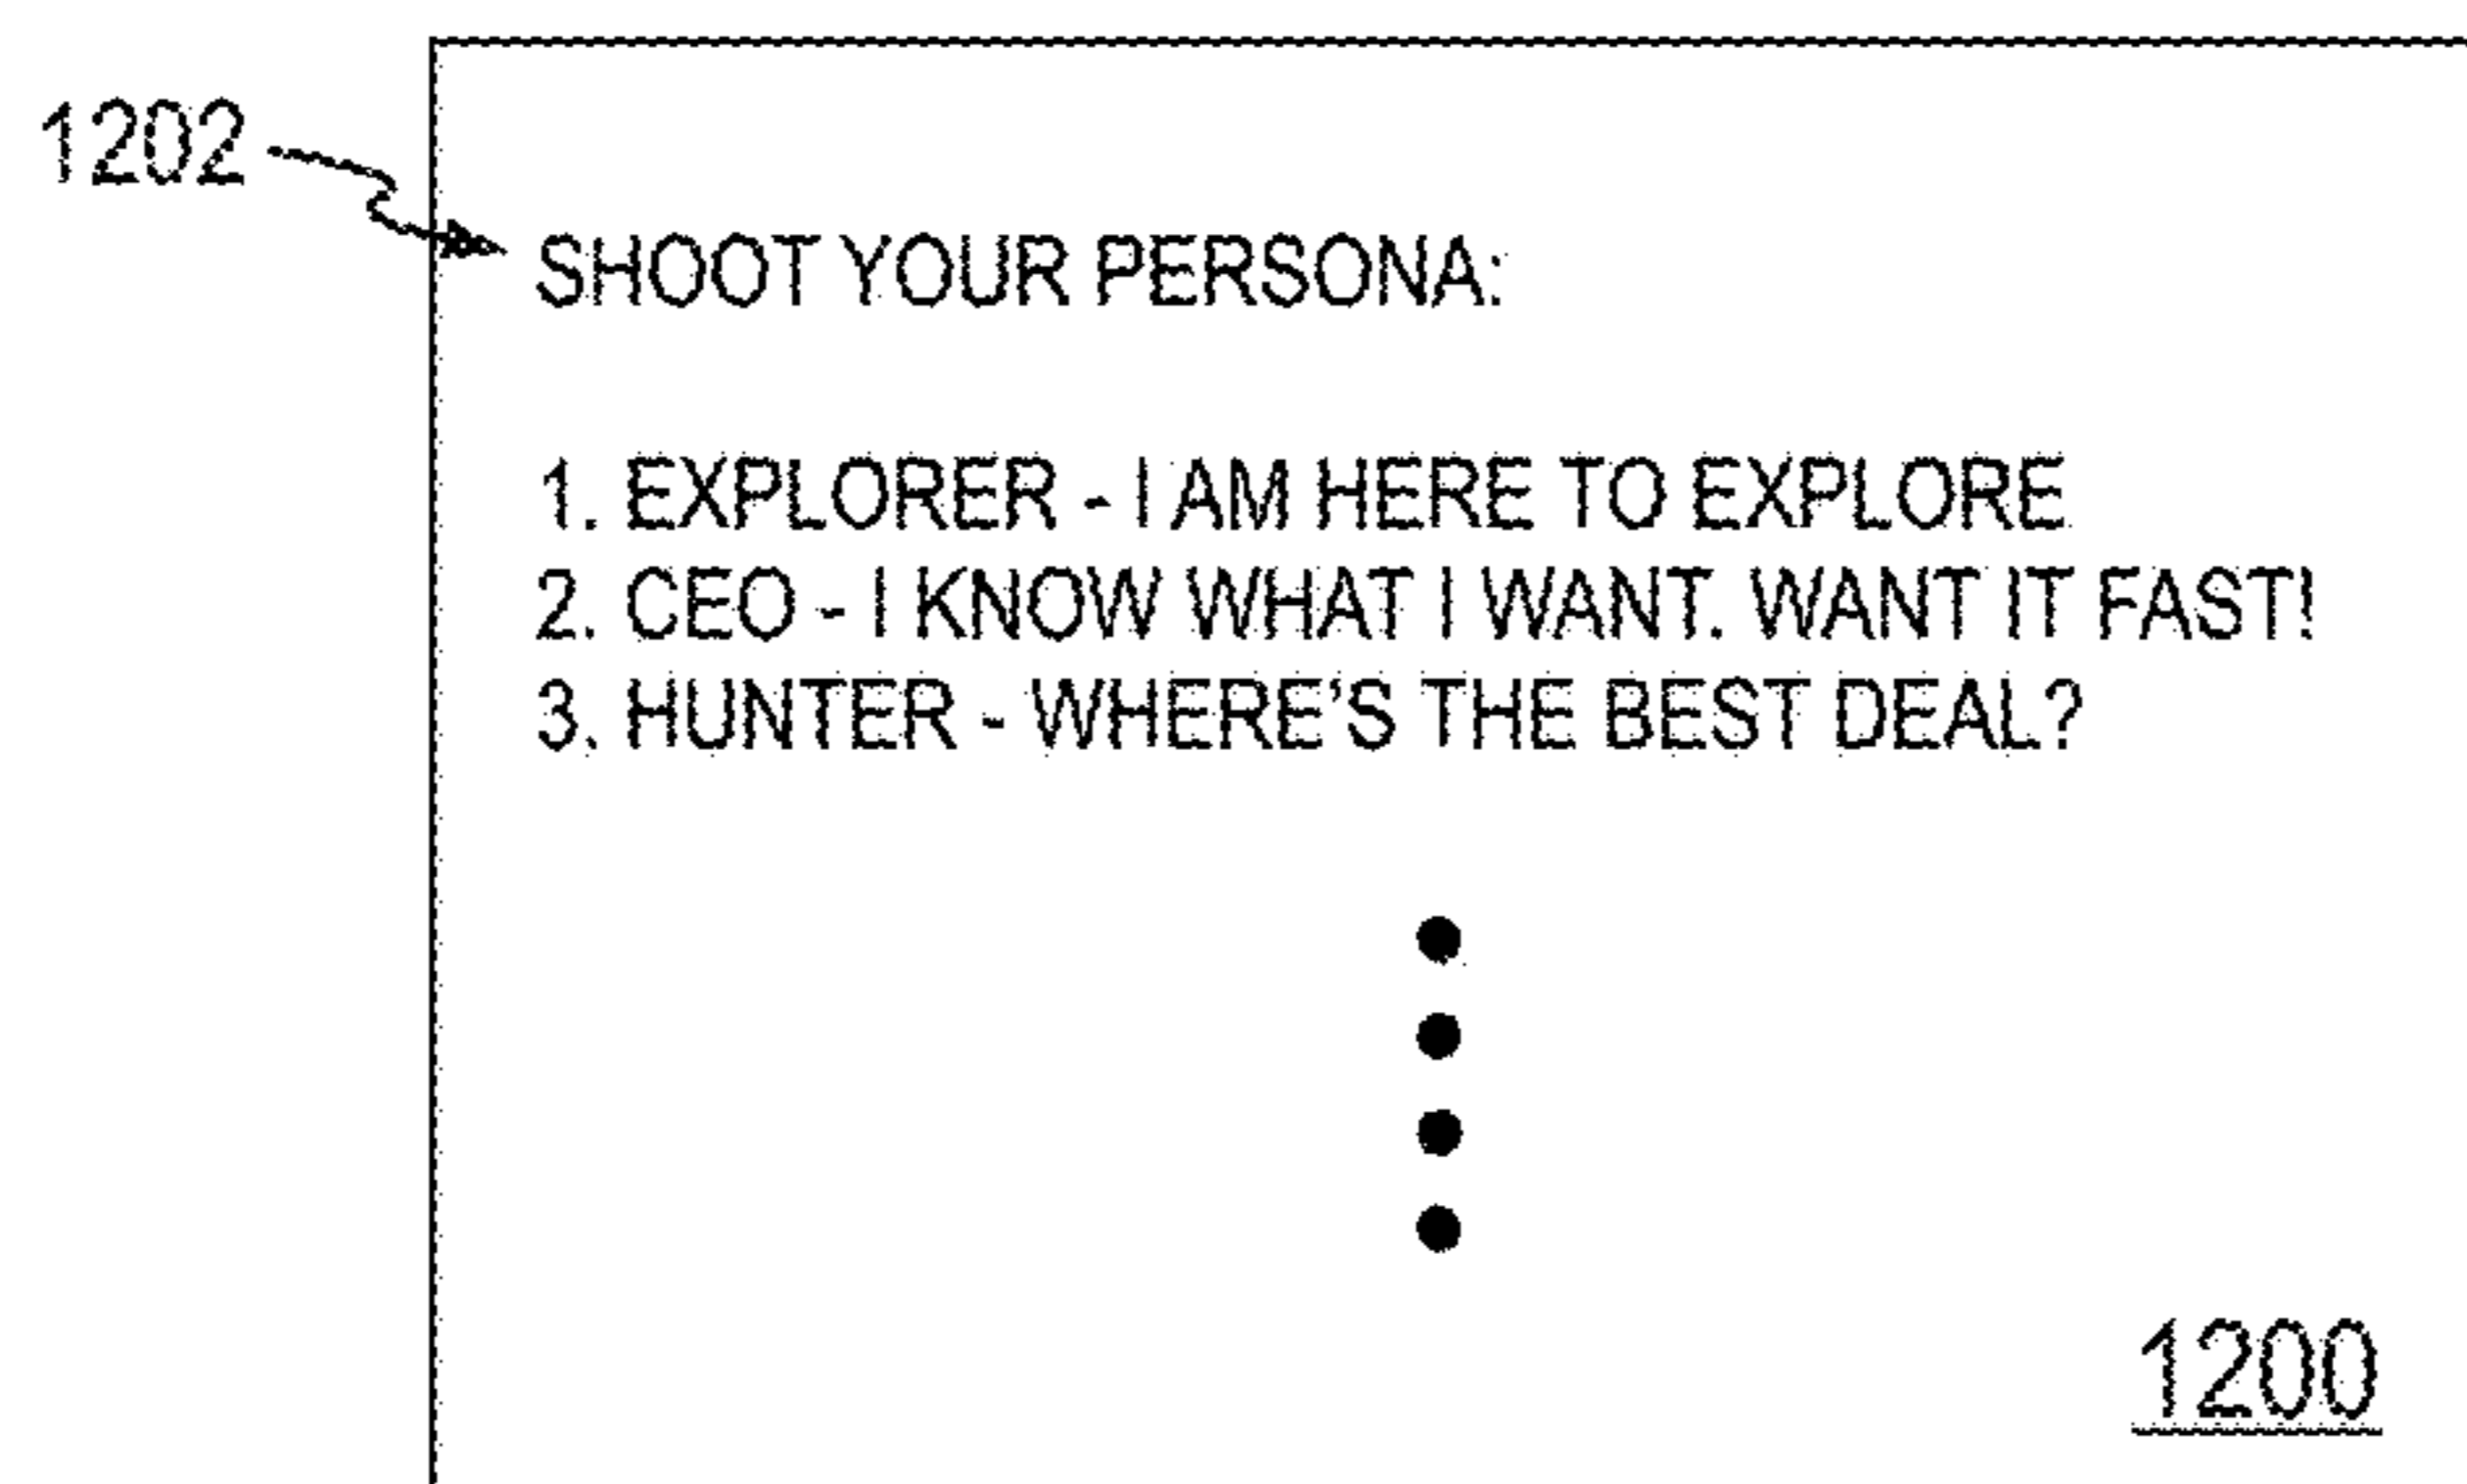 1202
SHOOT YOUR PERSONA:
1. EXPLORER - I AM HERE TO EXPLORE
2. CEO - I KNOW WHAT I WANT. WANT IT FAST!
3. HUNTER - WHERE'S THE BEST DEAL?
1200